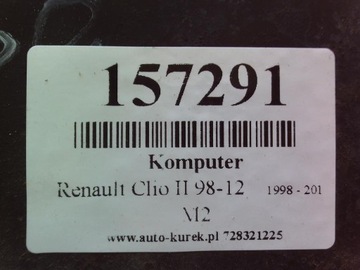 157291
Komputer
Renault Clio II 98-12 1998 - 201
M2
www.auto-kurek.pl 728321225